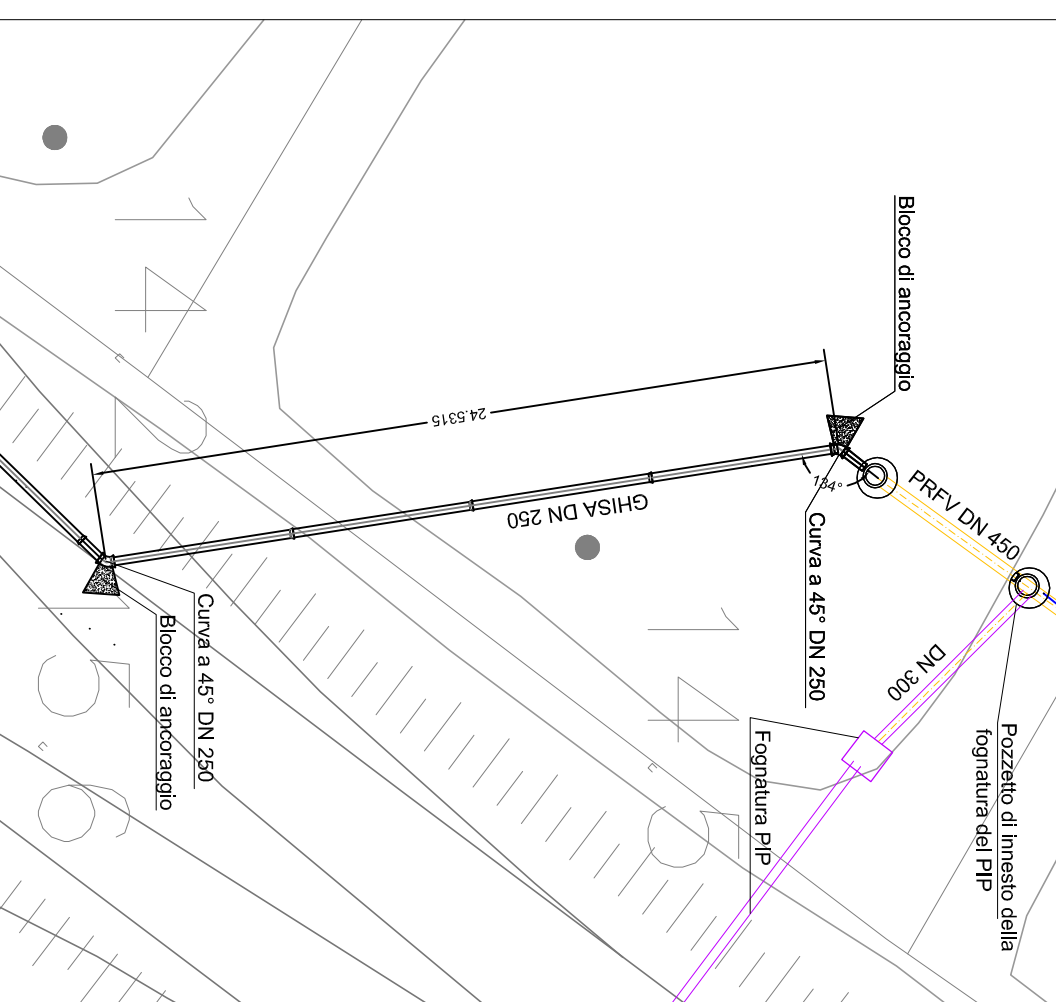 Blocco di ancoraggio
24.5315
134°
GHISA DN 250
PRFV DN 450
Curva a 45° DN 250
DN 300
Curva a 45° DN 250
Blocco di ancoraggio
Fognatura PIP
Pozzetto di innesto della
fognatura del PIP